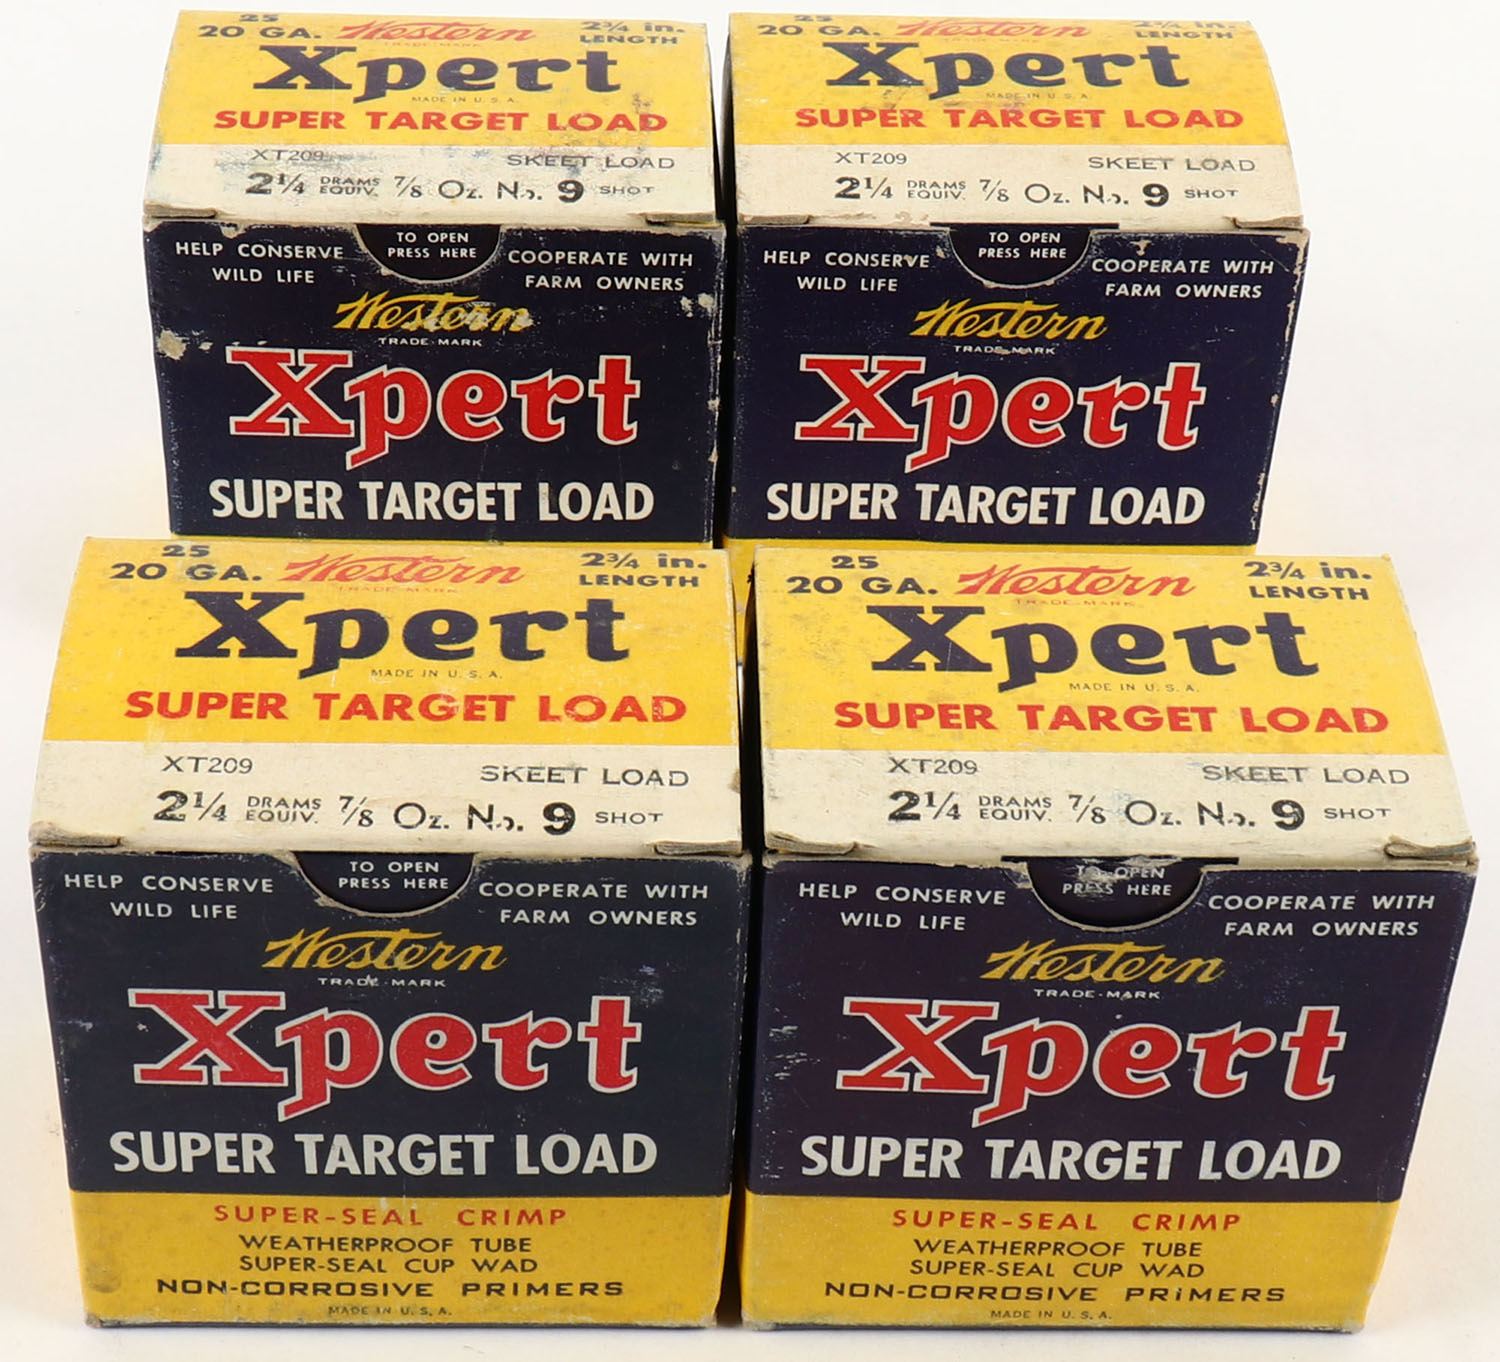 25
20 GA. Western 2¾ in.
TRADE-MARK LENGTH
Xpert
MADE IN U.S.A.
SUPER TARGET LOAD
XT209 SKEET LOAD
2¼ DRAMS EQUIV. ⅞ Oz. No. 9 SHOT
HELP CONSERVE WILD LIFE
TO OPEN PRESS HERE
COOPERATE WITH FARM OWNERS
Western
TRADE-MARK
Xpert
SUPER TARGET LOAD
25
20 GA. Western 2¾ in.
TRADE-MARK LENGTH
Xpert
MADE IN U.S.A.
SUPER TARGET LOAD
XT209 SKEET LOAD
2¼ DRAMS EQUIV. ⅞ Oz. No. 9 SHOT
HELP CONSERVE WILD LIFE
TO OPEN PRESS HERE
COOPERATE WITH FARM OWNERS
Western
TRADE-MARK
Xpert
SUPER TARGET LOAD
25
20 GA. Western 2¾ in.
TRADE-MARK LENGTH
Xpert
MADE IN U.S.A.
SUPER TARGET LOAD
XT209 SKEET LOAD
2¼ DRAMS EQUIV. ⅞ Oz. No. 9 SHOT
HELP CONSERVE WILD LIFE
TO OPEN PRESS HERE
COOPERATE WITH FARM OWNERS
Western
TRADE-MARK
Xpert
SUPER TARGET LOAD
SUPER-SEAL CRIMP
WEATHERPROOF TUBE
SUPER-SEAL CUP WAD
NON-CORROSIVE PRIMERS
MADE IN U.S.A.
25
20 GA. Western 2¾ in.
TRADE-MARK LENGTH
Xpert
MADE IN U.S.A.
SUPER TARGET LOAD
XT209 SKEET LOAD
2¼ DRAMS EQUIV. ⅞ Oz. No. 9 SHOT
HELP CONSERVE WILD LIFE
TO OPEN PRESS HERE
COOPERATE WITH FARM OWNERS
Western
TRADE-MARK
Xpert
SUPER TARGET LOAD
SUPER-SEAL CRIMP
WEATHERPROOF TUBE
SUPER-SEAL CUP WAD
NON-CORROSIVE PRIMERS
MADE IN U.S.A.